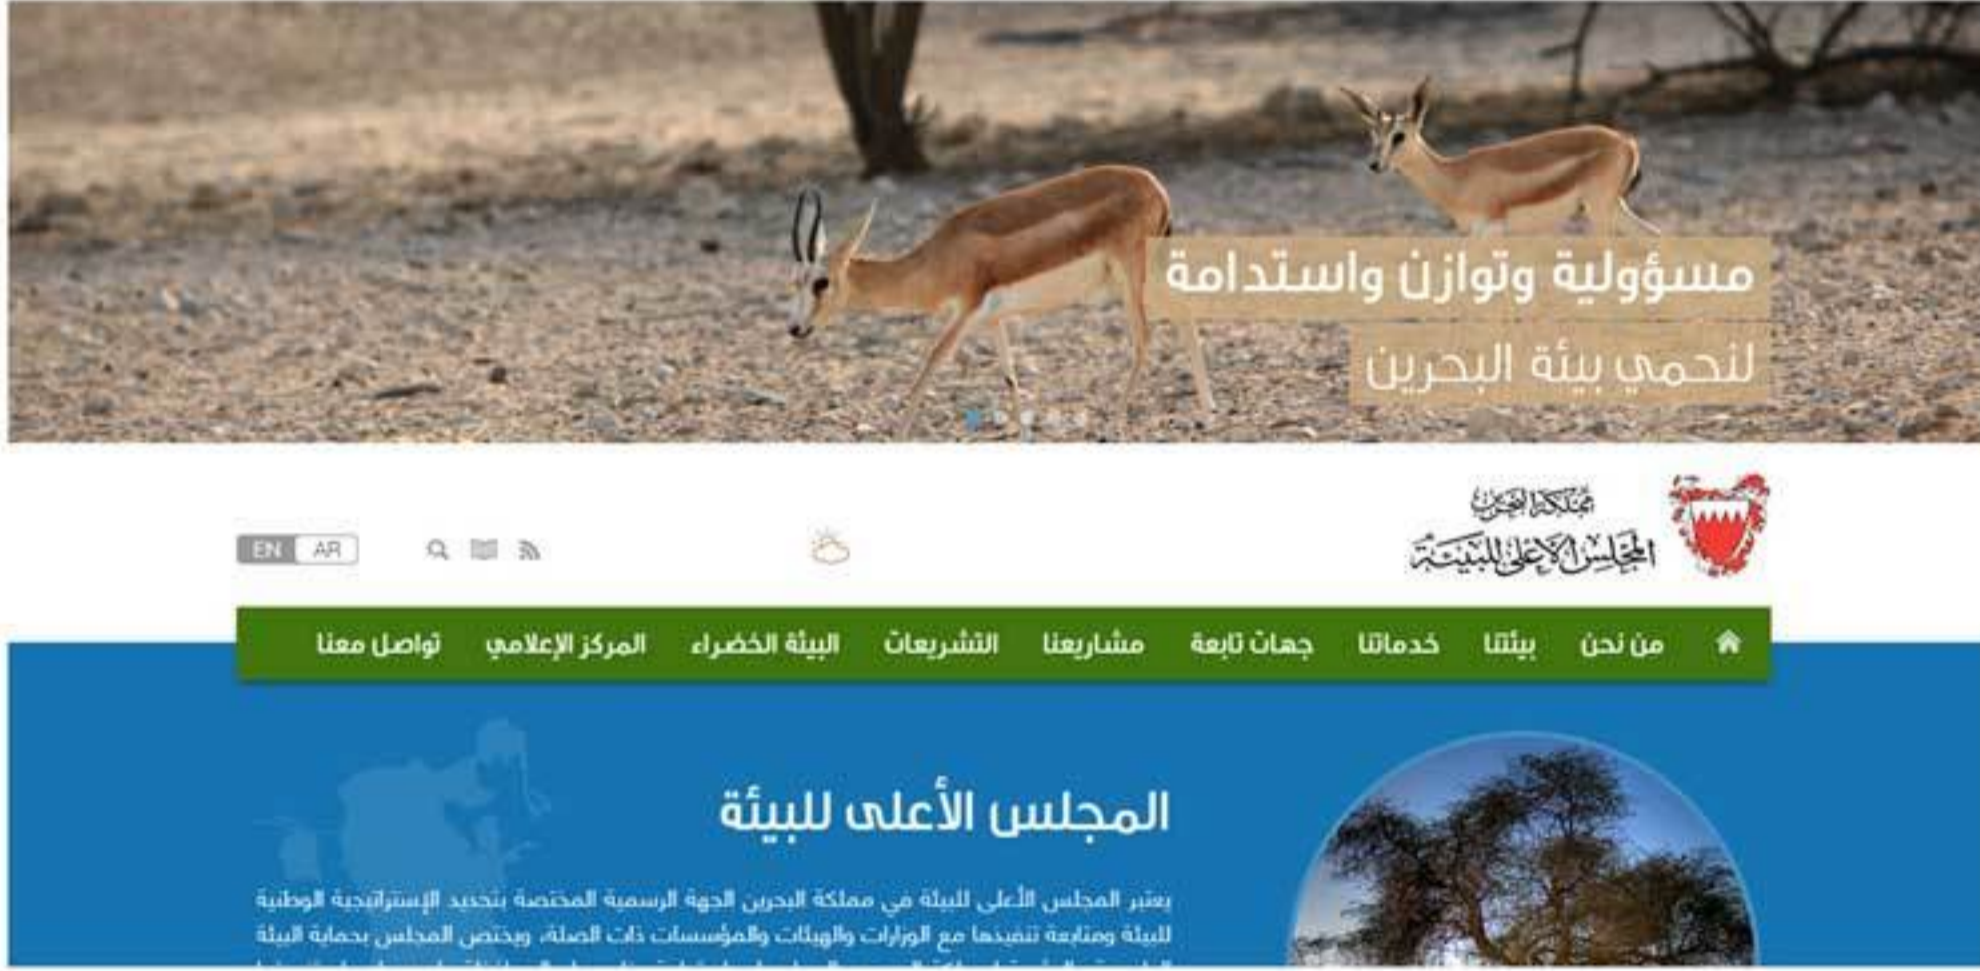 مسؤولية وتوازن واستدامة
لنحمي بيئة البحرين
مملكة البحرين
المجلس الأعلى للبيئة
EN AR
من نحن بيئتنا خدماتنا جهات تابعة مشاريعنا التشريعات البيئة الخضراء المركز الإعلامي تواصل معنا
المجلس الأعلى للبيئة
يعتبر المجلس الأعلى للبيئة في مملكة البحرين الجهة الرسمية المختصة بتحديد الإستراتيجية الوطنية
للبيئة ومتابعة تنفيذها مع الوزارات والهيئات والمؤسسات ذات الصلة، ويختص المجلس بحماية البيئة